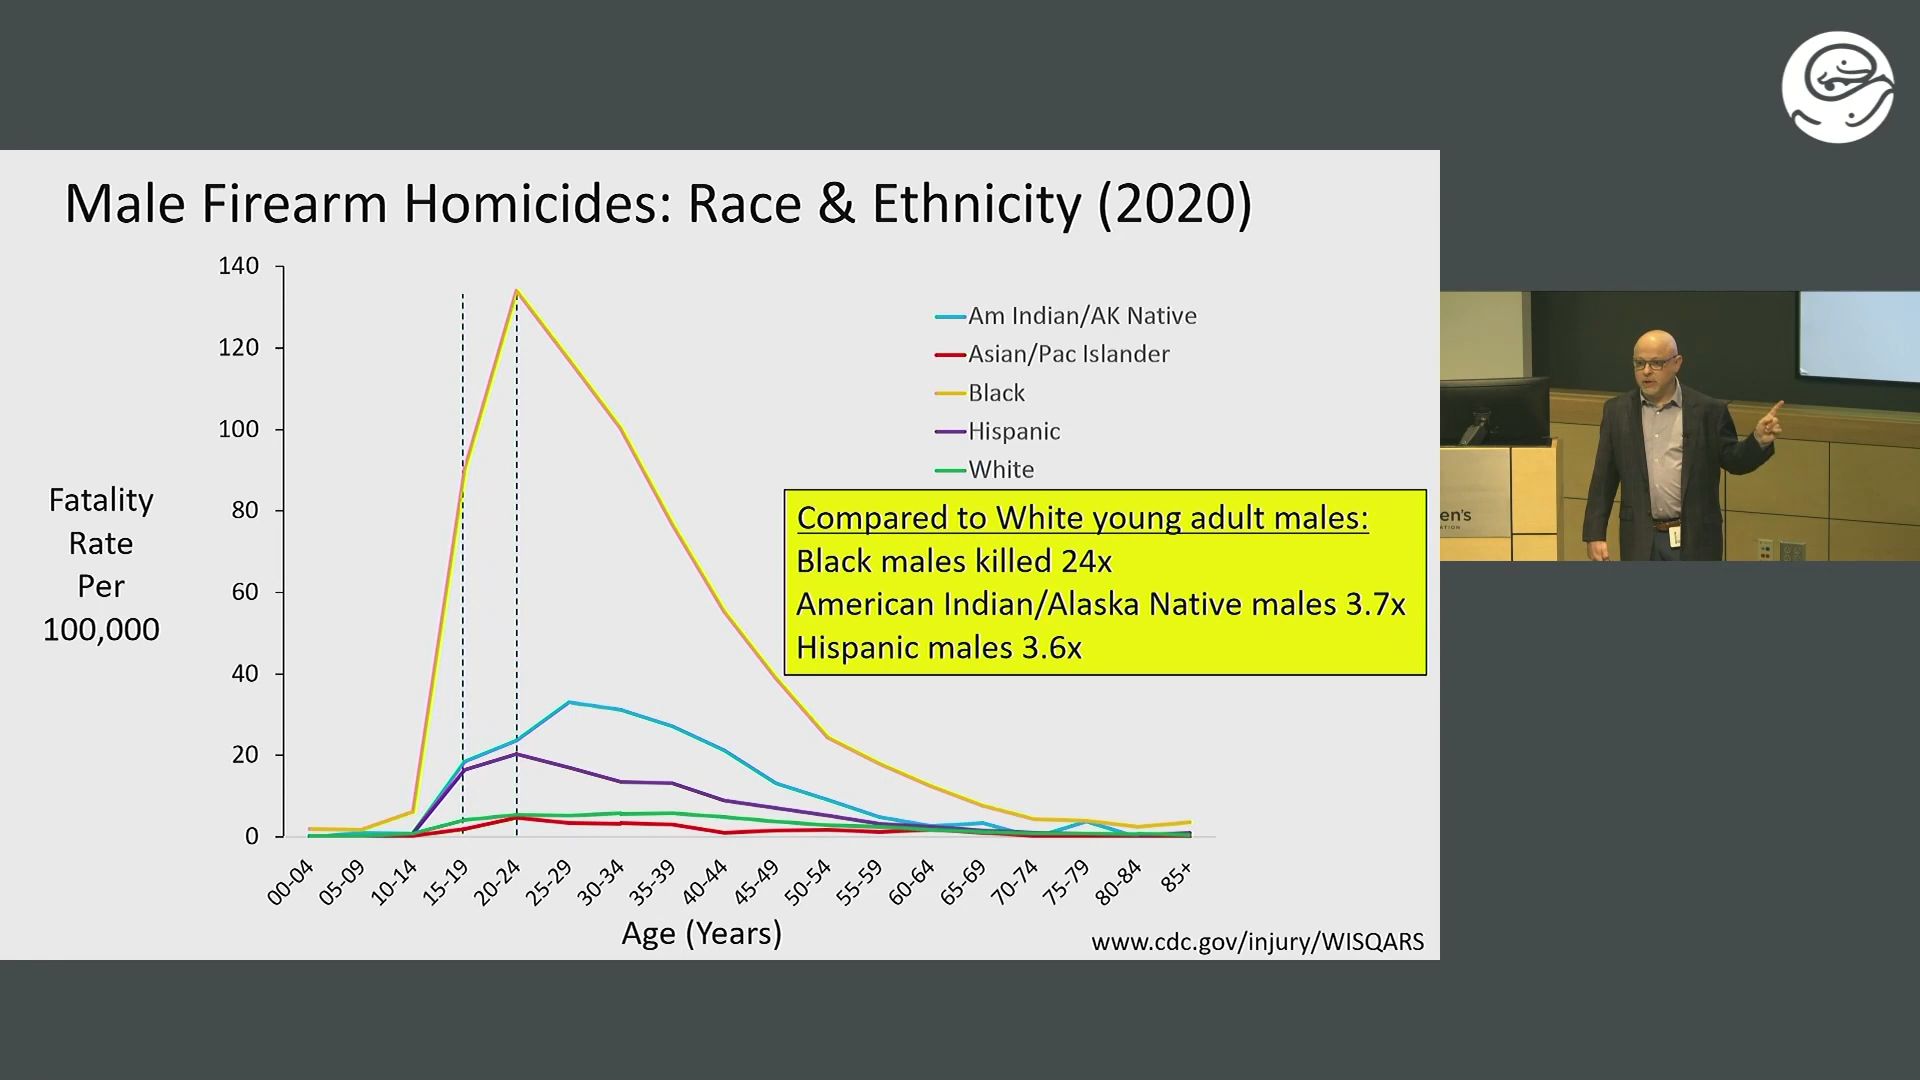 Male Firearm Homicides: Race & Ethnicity (2020)
140
120
100
80
60
40
20
0
Fatality
Rate
Per
100,000
Am Indian/AK Native
Asian/Pac Islander
Black
Hispanic
White
Compared to White young adult males:
Black males killed 24x
American Indian/Alaska Native males 3.7x
Hispanic males 3.6x
00-04
05-09
10-14
15-19
20-24
25-29
30-34
35-39
40-44
45-49
50-54
55-59
60-64
65-69
70-74
75-79
80-84
85+
Age (Years)
www.cdc.gov/injury/WISQARS
en's